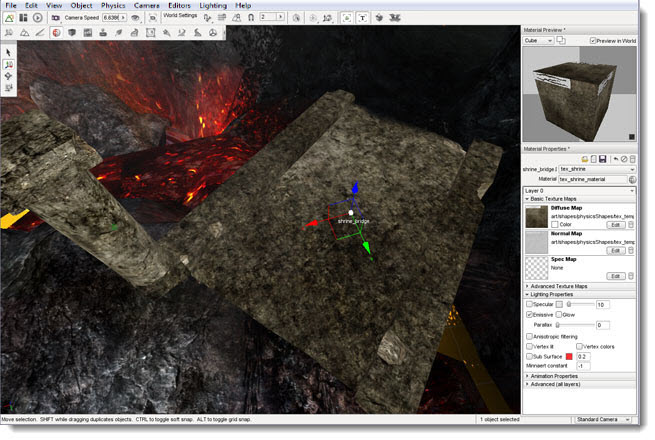 File Edit View Object Physics Camera Editors Lighting Help
Camera Speed 6.6386 World Settings 2
Material Preview
Cube Preview in World
Material Properties
shrine_bridge.l tex_shrine
Material tex_shrine_material
Layer 0
Basic Texture Maps
Diffuse Map
art/shapes/physicsShapes/tex_temp
Color Edit
Normal Map
art/shapes/physicsShapes/tex_temp
Edit
Spec Map
None
Edit
Advanced Texture Maps
Lighting Properties
Specular 10
Emissive Glow
Parallax 0
Anisotropic filtering
Vertex lit Vertex colors
Sub Surface 0.2
Minnaert constant -1
Animation Properties
Advanced (all layers)
shrine_bridge
Move selection. SHIFT while dragging duplicates objects. CTRL to toggle soft snap. ALT to toggle grid snap. 1 object selected Standard Camera